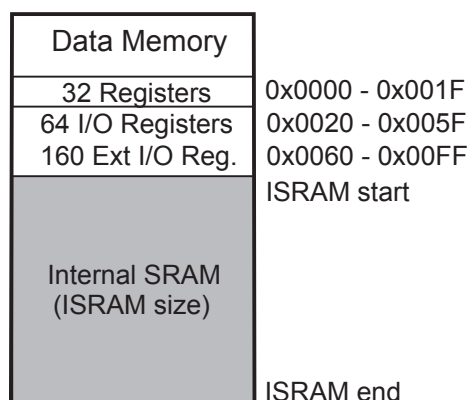 Data Memory
32 Registers 0x0000 - 0x001F
64 I/O Registers 0x0020 - 0x005F
160 Ext I/O Reg. 0x0060 - 0x00FF
ISRAM start
Internal SRAM
(ISRAM size)
ISRAM end